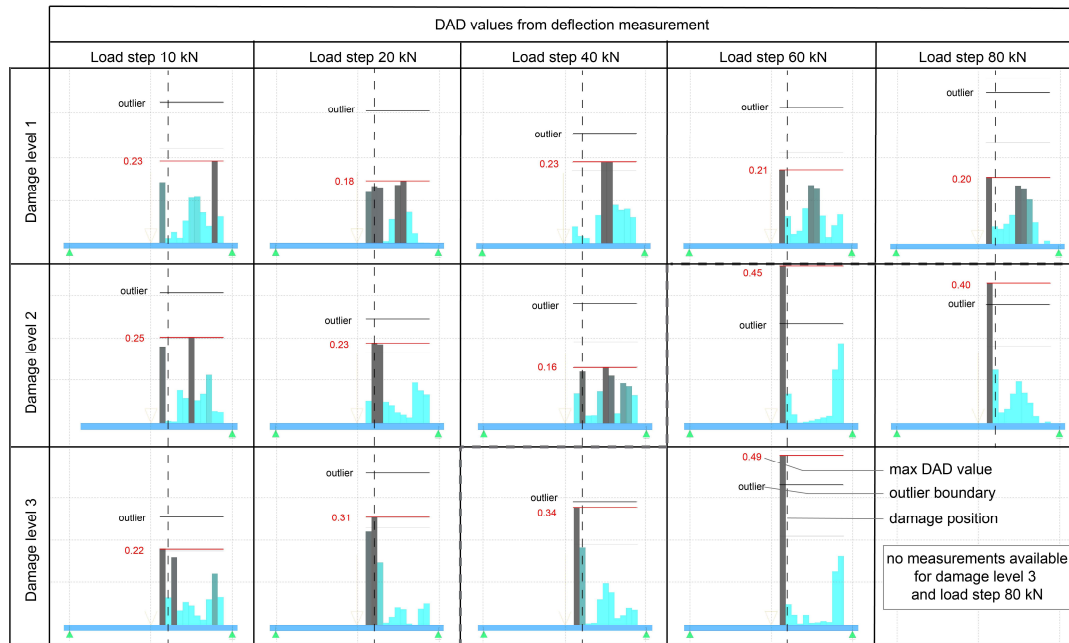 DAD values from deflection measurement
Load step 10 kN
Load step 20 kN
Load step 40 kN
Load step 60 kN
Load step 80 kN
Damage level 1
outlier
0.23
outlier
0.18
outlier
0.23
outlier
0.21
outlier
0.20
Damage level 2
outlier
0.25
outlier
0.23
outlier
0.16
0.45
outlier
0.40
outlier
Damage level 3
outlier
0.22
outlier
0.31
outlier
0.34
0.49
outlier
max DAD value
outlier boundary
damage position
no measurements available
for damage level 3
and load step 80 kN